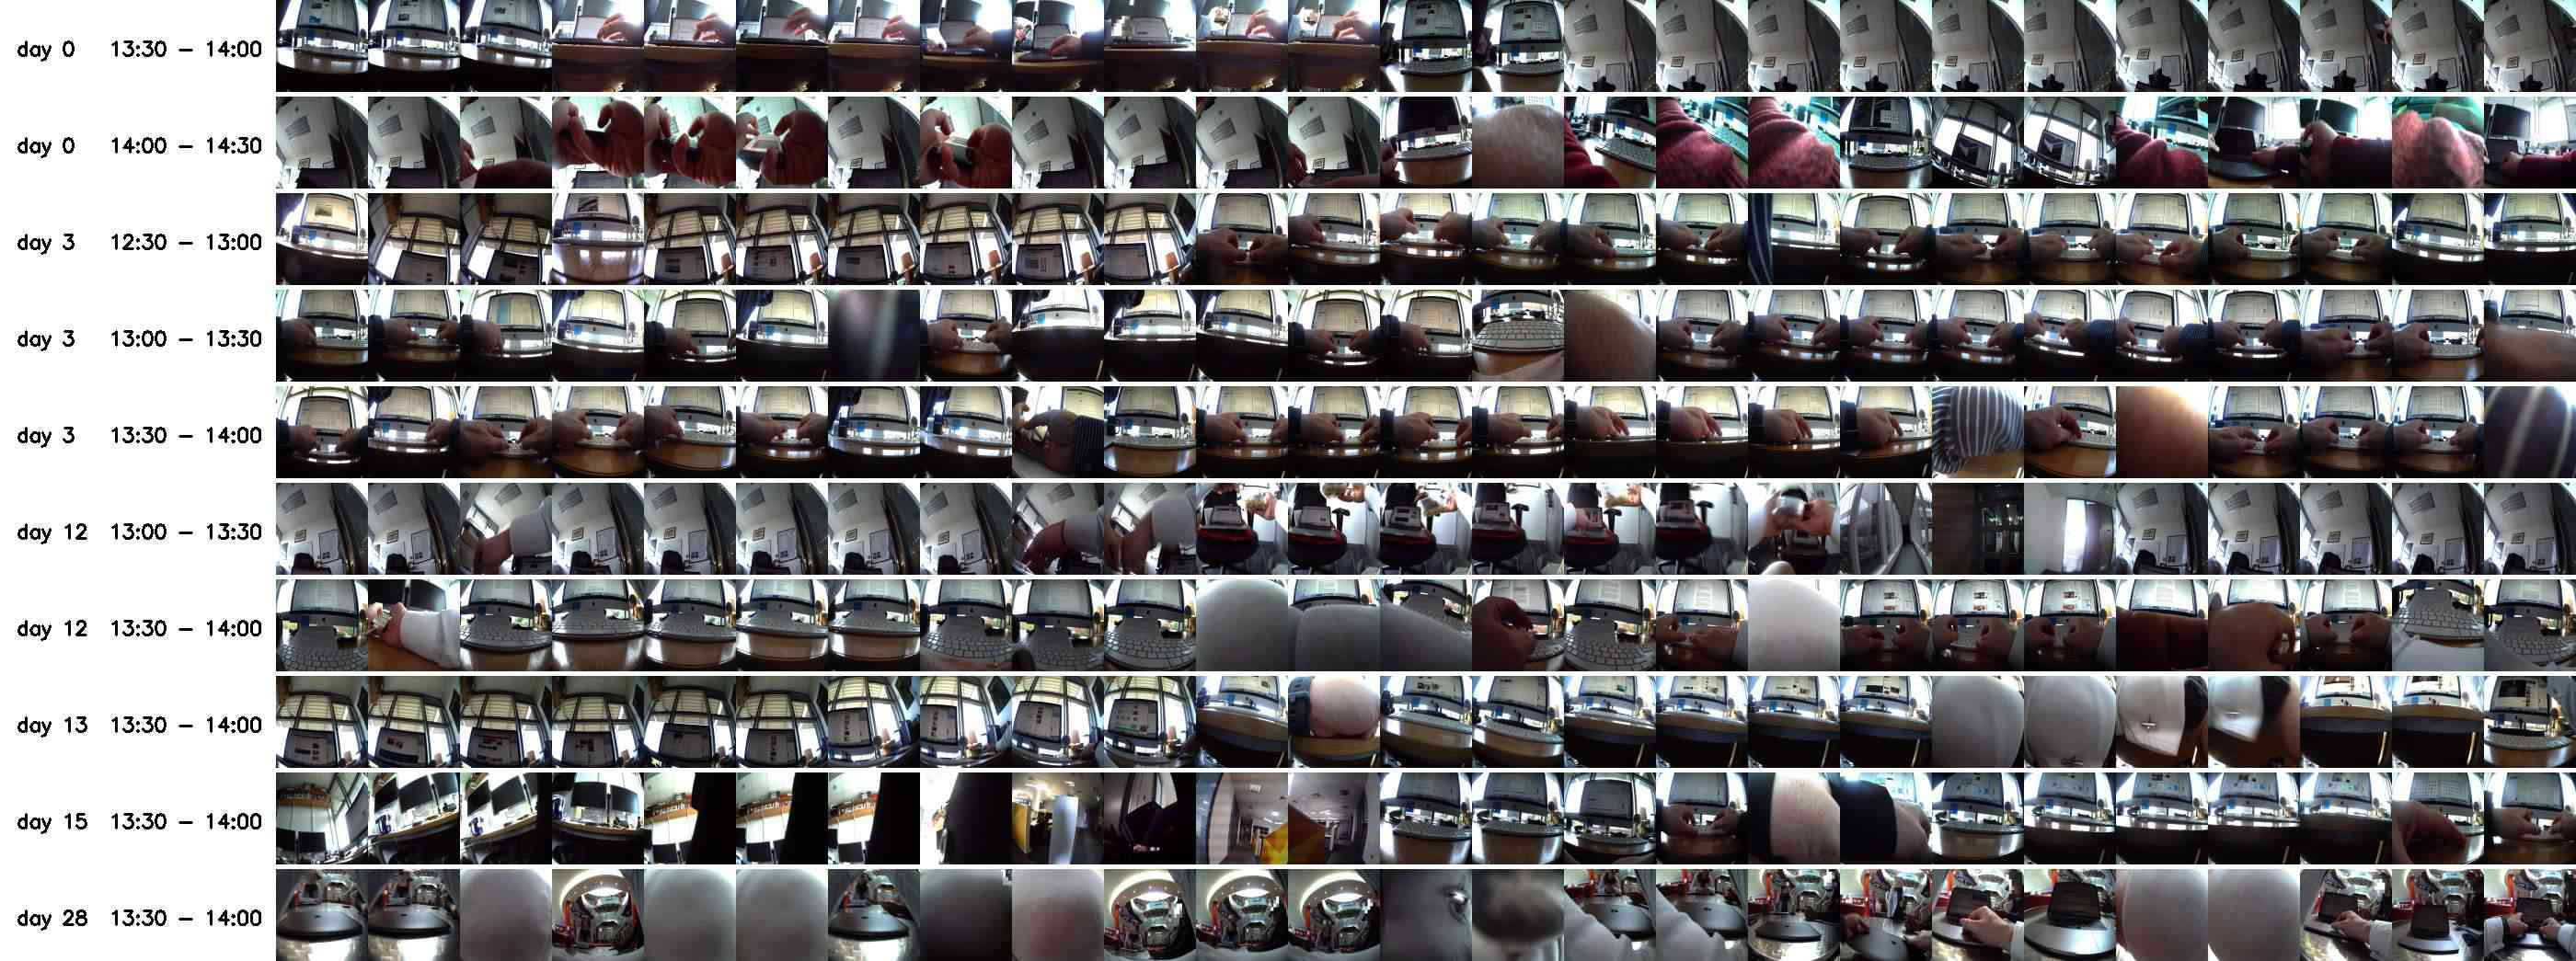 day 0 13:30 – 14:00
day 0 14:00 – 14:30
day 3 12:30 – 13:00
day 3 13:00 – 13:30
day 3 13:30 – 14:00
day 12 13:00 – 13:30
day 12 13:30 – 14:00
day 13 13:30 – 14:00
day 15 13:30 – 14:00
day 28 13:30 – 14:00